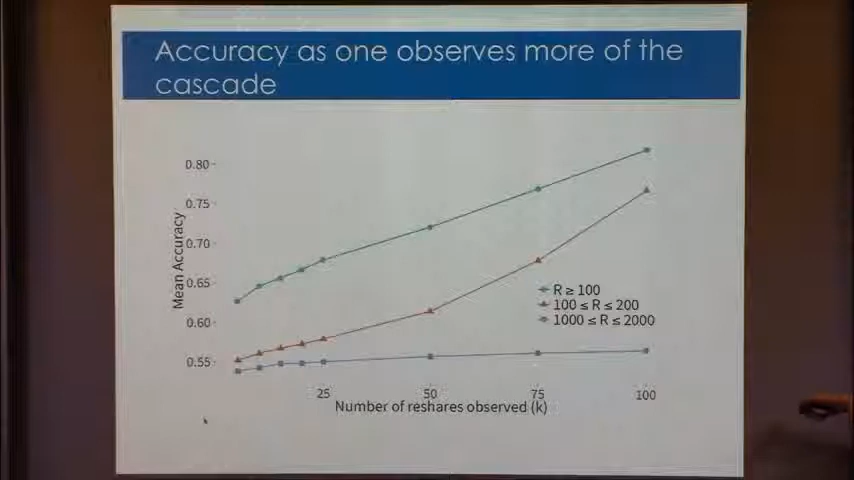 Accuracy as one observes more of the
cascade
0.80
0.75
0.70
0.65
0.60
0.55
Mean Accuracy
R ≥ 100
100 ≤ R ≤ 200
1000 ≤ R ≤ 2000
25
50
75
100
Number of reshares observed (k)